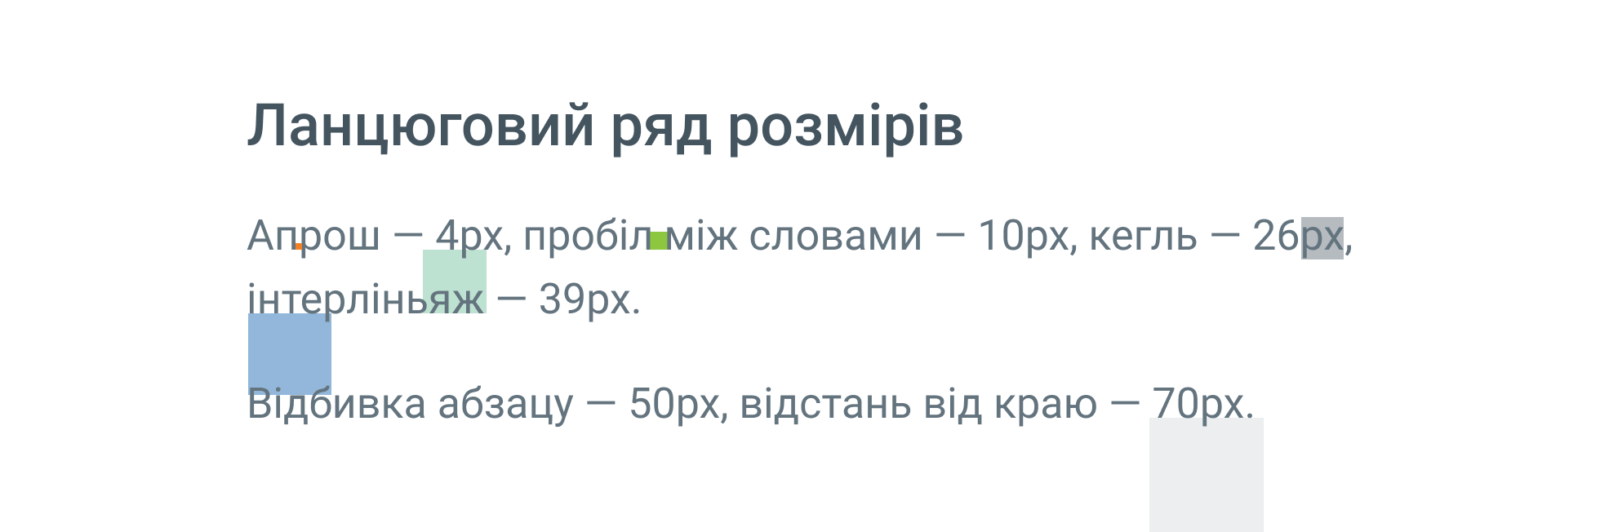 Ланцюговий ряд розмірів
Апрош — 4px, пробіл між словами — 10px, кегль — 26px,
інтерліньяж — 39px.
Відбивка абзацу — 50px, відстань від краю — 70px.